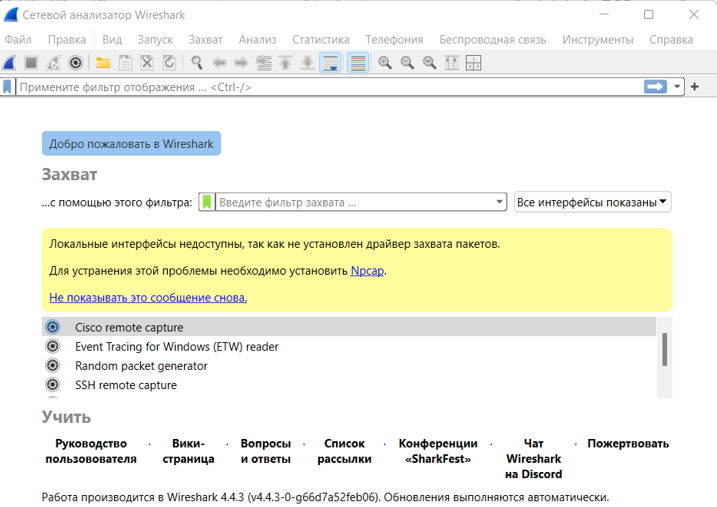 Сетевой анализатор Wireshark
Файл Правка Вид Запуск Захват Анализ Статистика Телефония Беспроводная связь Инструменты Справка
Примените фильтр отображения ... <Ctrl-/>
Добро пожаловать в Wireshark
Захват
...с помощью этого фильтра: Введите фильтр захвата ... Все интерфейсы показаны
Локальные интерфейсы недоступны, так как не установлен драйвер захвата пакетов.
Для устранения этой проблемы необходимо установить Npcap.
Не показывать это сообщение снова.
Cisco remote capture
Event Tracing for Windows (ETW) reader
Random packet generator
SSH remote capture
Учить
Руководство · Вики- · Вопросы · Список · Конференции · Чат · Пожертвовать
пользовователя страница и ответы рассылки «SharkFest» Wireshark
на Discord
Работа производится в Wireshark 4.4.3 (v4.4.3-0-g66d7a52feb06). Обновления выполняются автоматически.